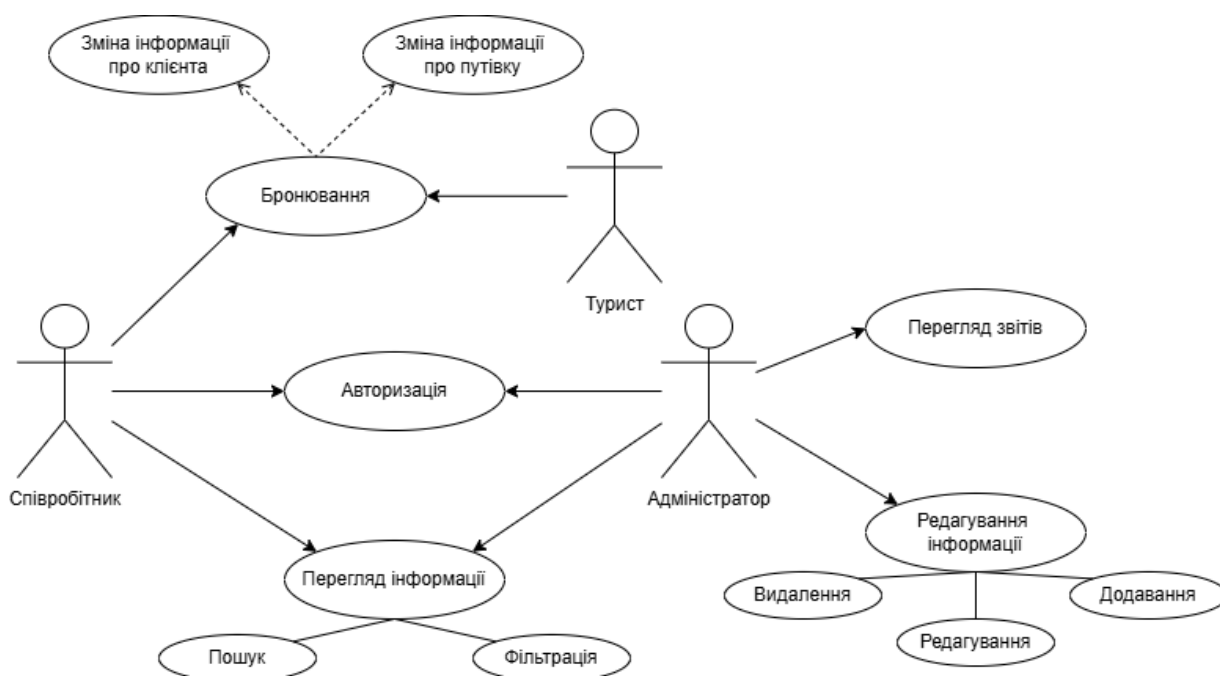 Зміна інформації
про клієнта
Зміна інформації
про путівку
Бронювання
Турист
Перегляд звітів
Авторизація
Співробітник
Адміністратор
Редагування
інформації
Перегляд інформації
Видалення
Додавання
Редагування
Пошук
Фільтрація